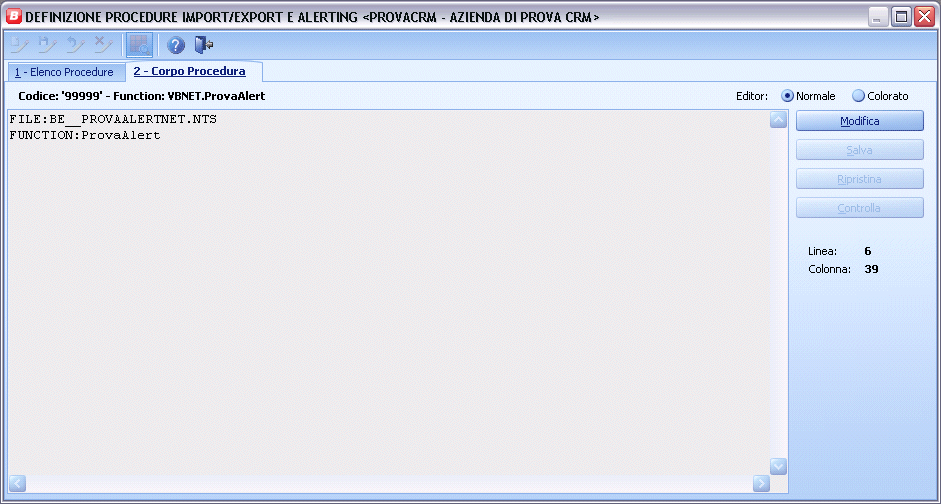 B DEFINIZIONE PROCEDURE IMPORT/EXPORT E ALERTING <PROVACRM - AZIENDA DI PROVA CRM>
1 - Elenco Procedure 2 - Corpo Procedura
Codice: '99999' - Function: VBNET.ProvaAlert Editor: Normale Colorato
FILE:BE__PROVAALERTNET.NTS
FUNCTION:ProvaAlert
Modifica
Salva
Ripristina
Controlla
Linea: 6
Colonna: 39